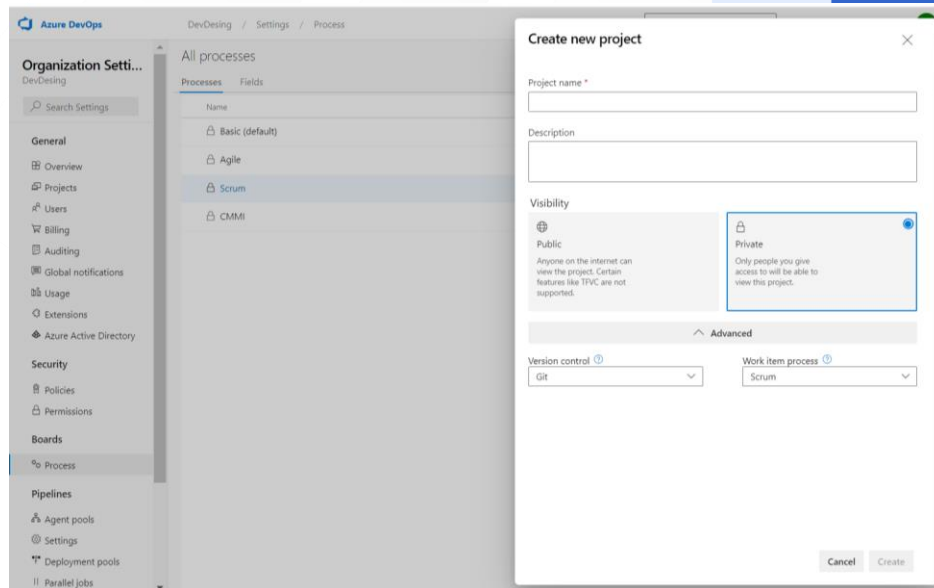 Azure DevOps
DevDesing / Settings / Process
Organization Setti...
DevDesing
Search Settings
General
Overview
Projects
Users
Billing
Auditing
Global notifications
Usage
Extensions
Azure Active Directory
Security
Policies
Permissions
Boards
Process
Pipelines
Agent pools
Settings
Deployment pools
Parallel jobs
All processes
Processes Fields
Name
Basic (default)
Agile
Scrum
CMMI
Create new project
Project name *
Description
Visibility
Public
Anyone on the internet can
view the project. Certain
features like TFVC are not
supported.
Private
Only people you give
access to will be able to
view this project.
Advanced
Version control
Git
Work item process
Scrum
Cancel Create